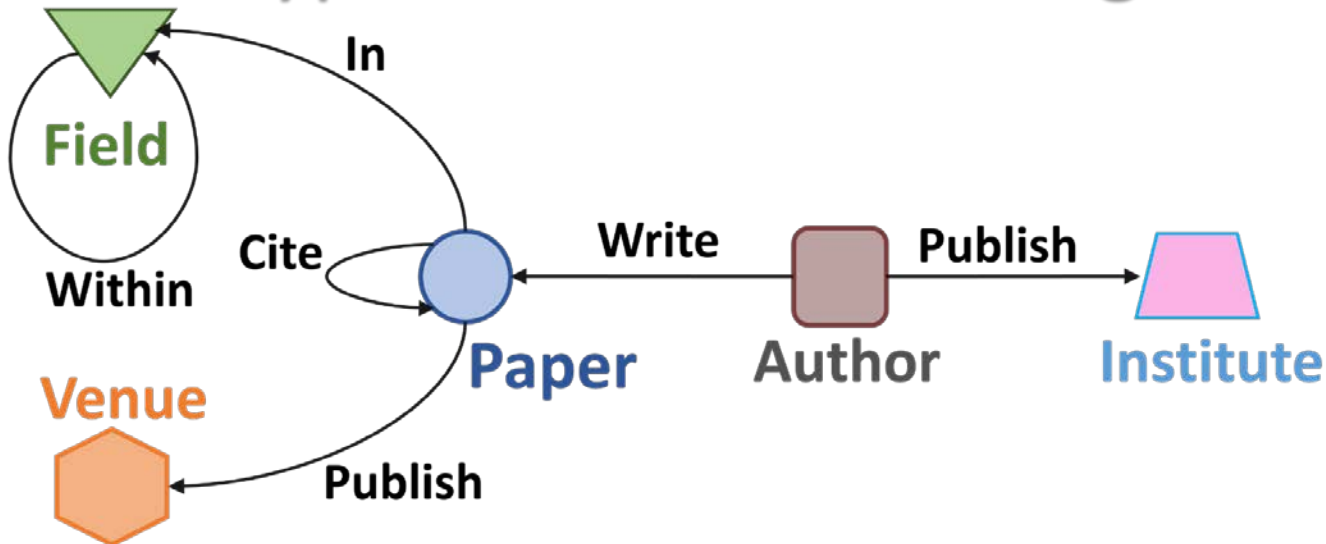 In
Field
Within
Cite
Write
Publish
Paper
Author
Institute
Venue
Publish